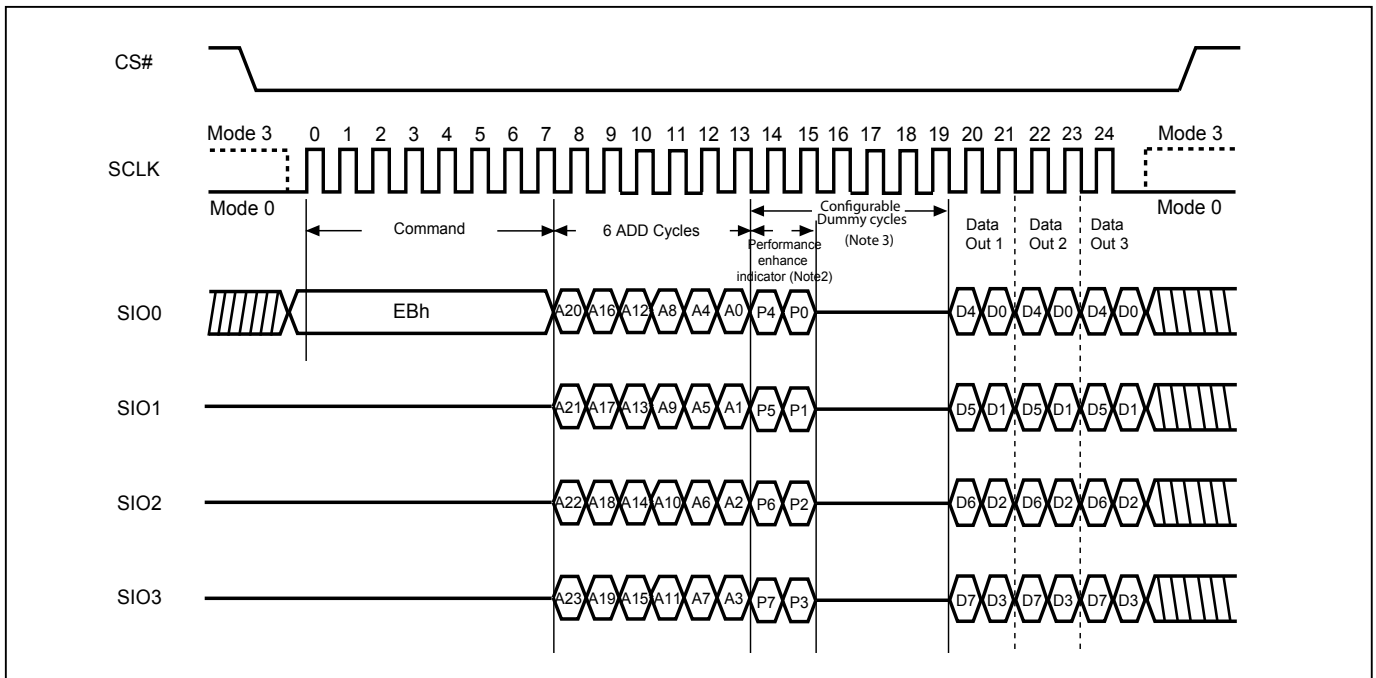 CS#
Mode 3 0 1 2 3 4 5 6 7 8 9 10 11 12 13 14 15 16 17 18 19 20 21 22 23 24 Mode 3
SCLK
Mode 0 Mode 0
Command
6 ADD Cycles
Configurable
Dummy cycles
(Note 3)
Performance
enhance
indicator (Note2)
Data
Out 1
Data
Out 2
Data
Out 3
SIO0 EBh A20 A16 A12 A8 A4 A0 P4 P0 D4 D0 D4 D0 D4 D0
SIO1 A21 A17 A13 A9 A5 A1 P5 P1 D5 D1 D5 D1 D5 D1
SIO2 A22 A18 A14 A10 A6 A2 P6 P2 D6 D2 D6 D2 D6 D2
SIO3 A23 A19 A15 A11 A7 A3 P7 P3 D7 D3 D7 D3 D7 D3